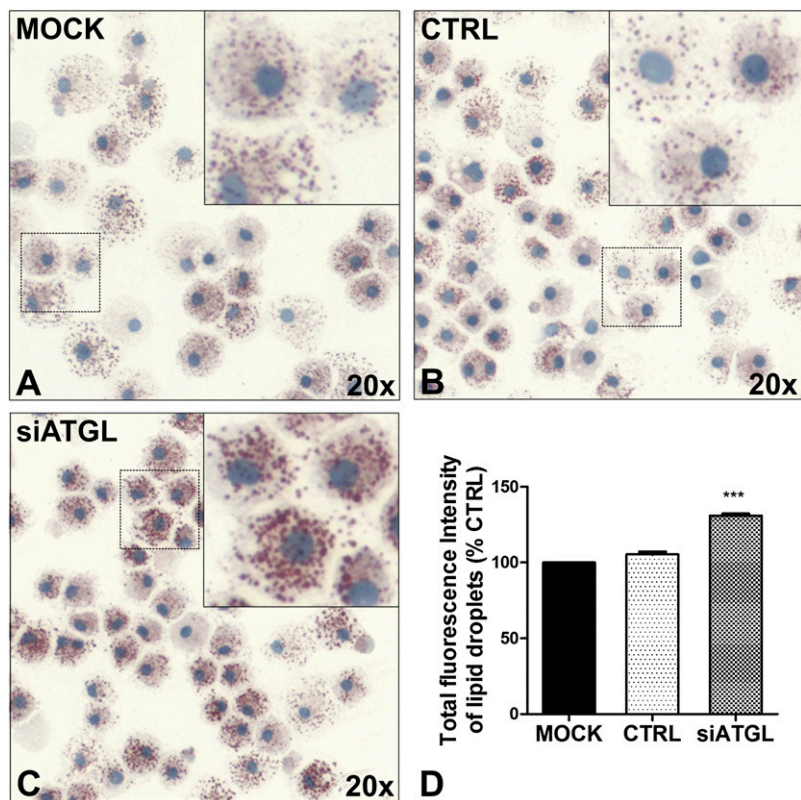 MOCK
A
20x
CTRL
B
20x
siATGL
C
20x
Total fluorescence Intensity
of lipid droplets (% CTRL)
150
100
50
0
***
MOCK
CTRL
siATGL
D